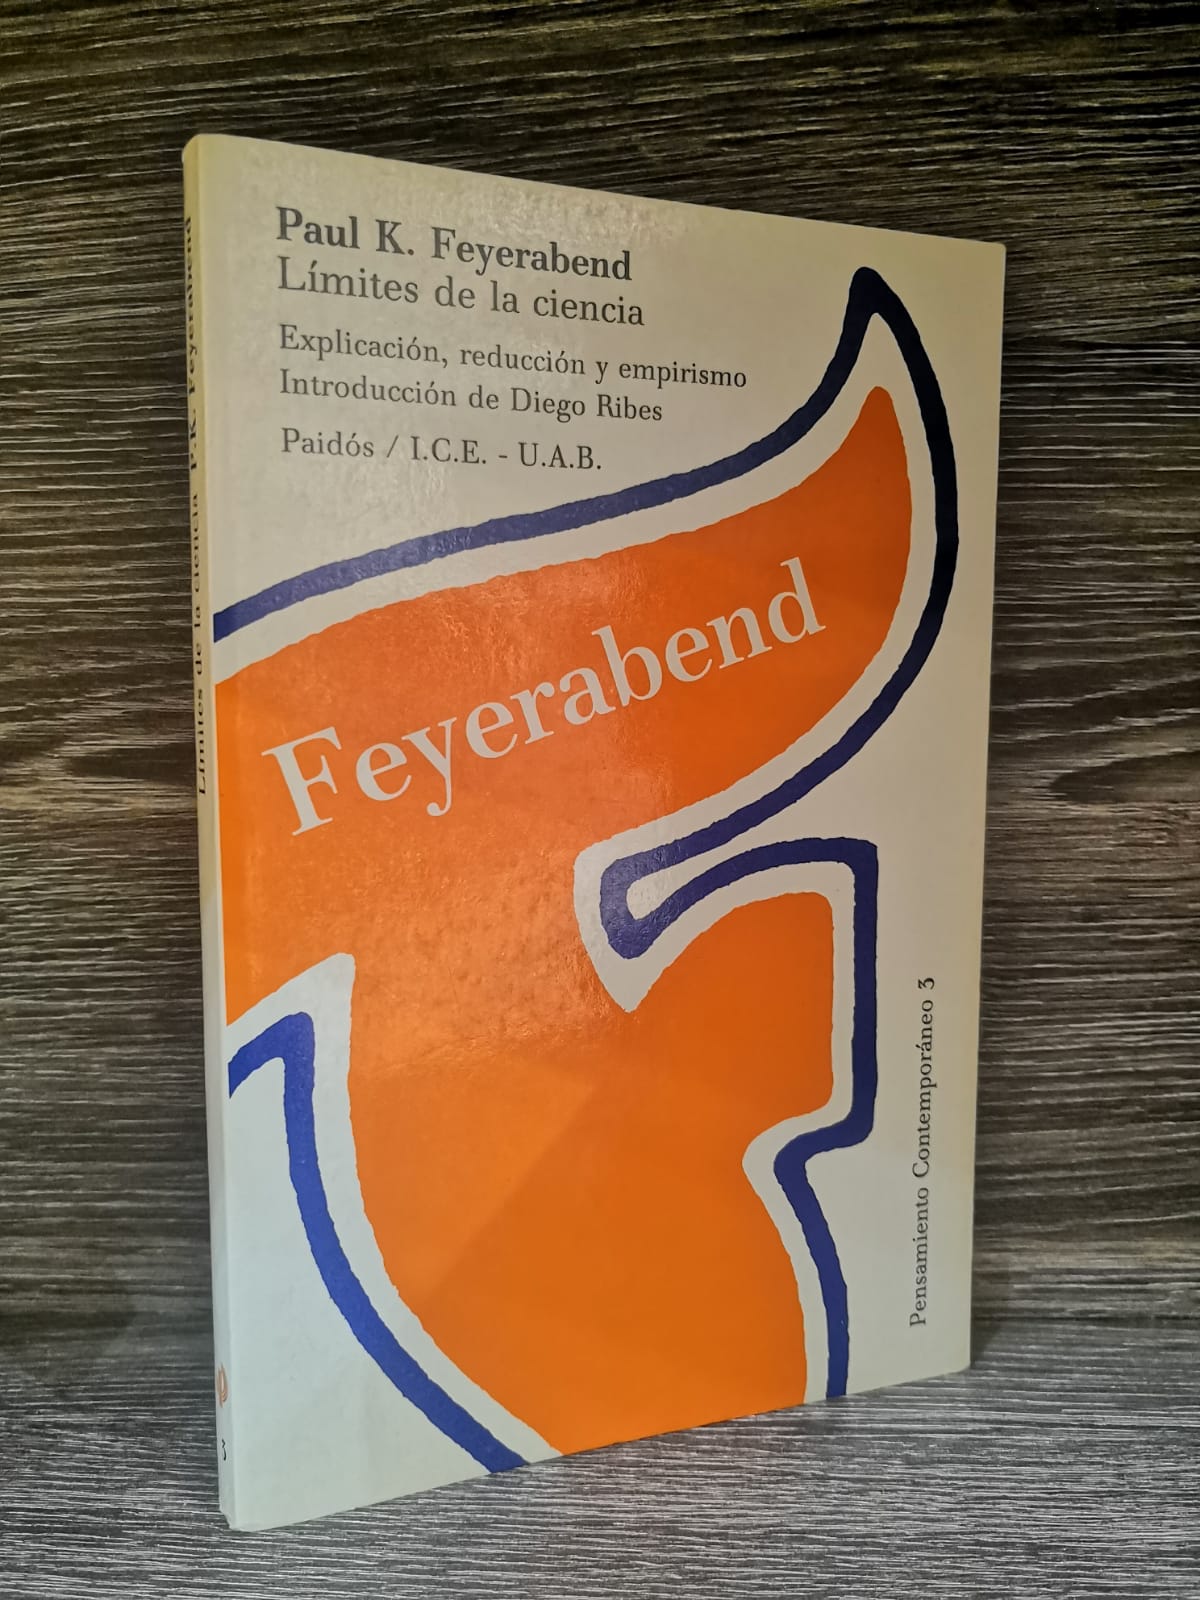 Paul K. Feyerabend
Límites de la ciencia
Explicación, reducción y empirismo
Introducción de Diego Ribes
Paidós / I.C.E. - U.A.B.
Feyerabend
Pensamiento Contemporáneo 3
Límites de la ciencia P.K. Feyerabend
3